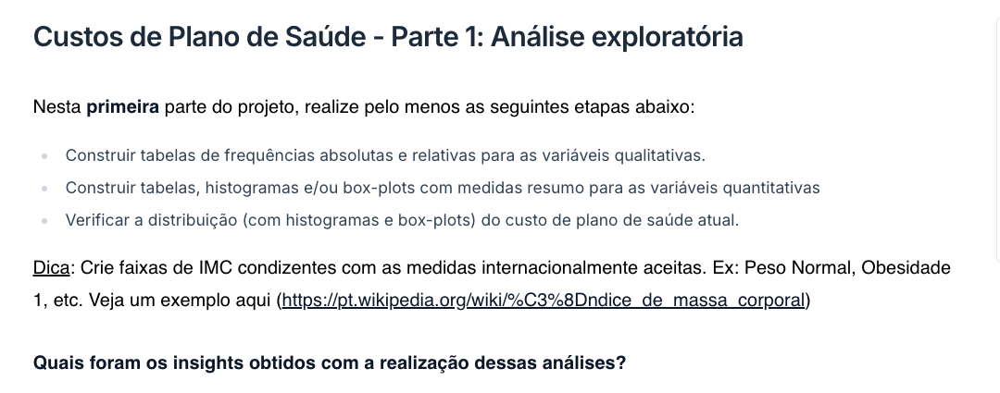 Custos de Plano de Saúde - Parte 1: Análise exploratória
Nesta primeira parte do projeto, realize pelo menos as seguintes etapas abaixo:
Construir tabelas de frequências absolutas e relativas para as variáveis qualitativas.
Construir tabelas, histogramas e/ou box-plots com medidas resumo para as variáveis quantitativas
Verificar a distribuição (com histogramas e box-plots) do custo de plano de saúde atual.
Dica: Crie faixas de IMC condizentes com as medidas internacionalmente aceitas. Ex: Peso Normal, Obesidade
1, etc. Veja um exemplo aqui (https://pt.wikipedia.org/wiki/%C3%8Dndice_de_massa_corporal)
Quais foram os insights obtidos com a realização dessas análises?